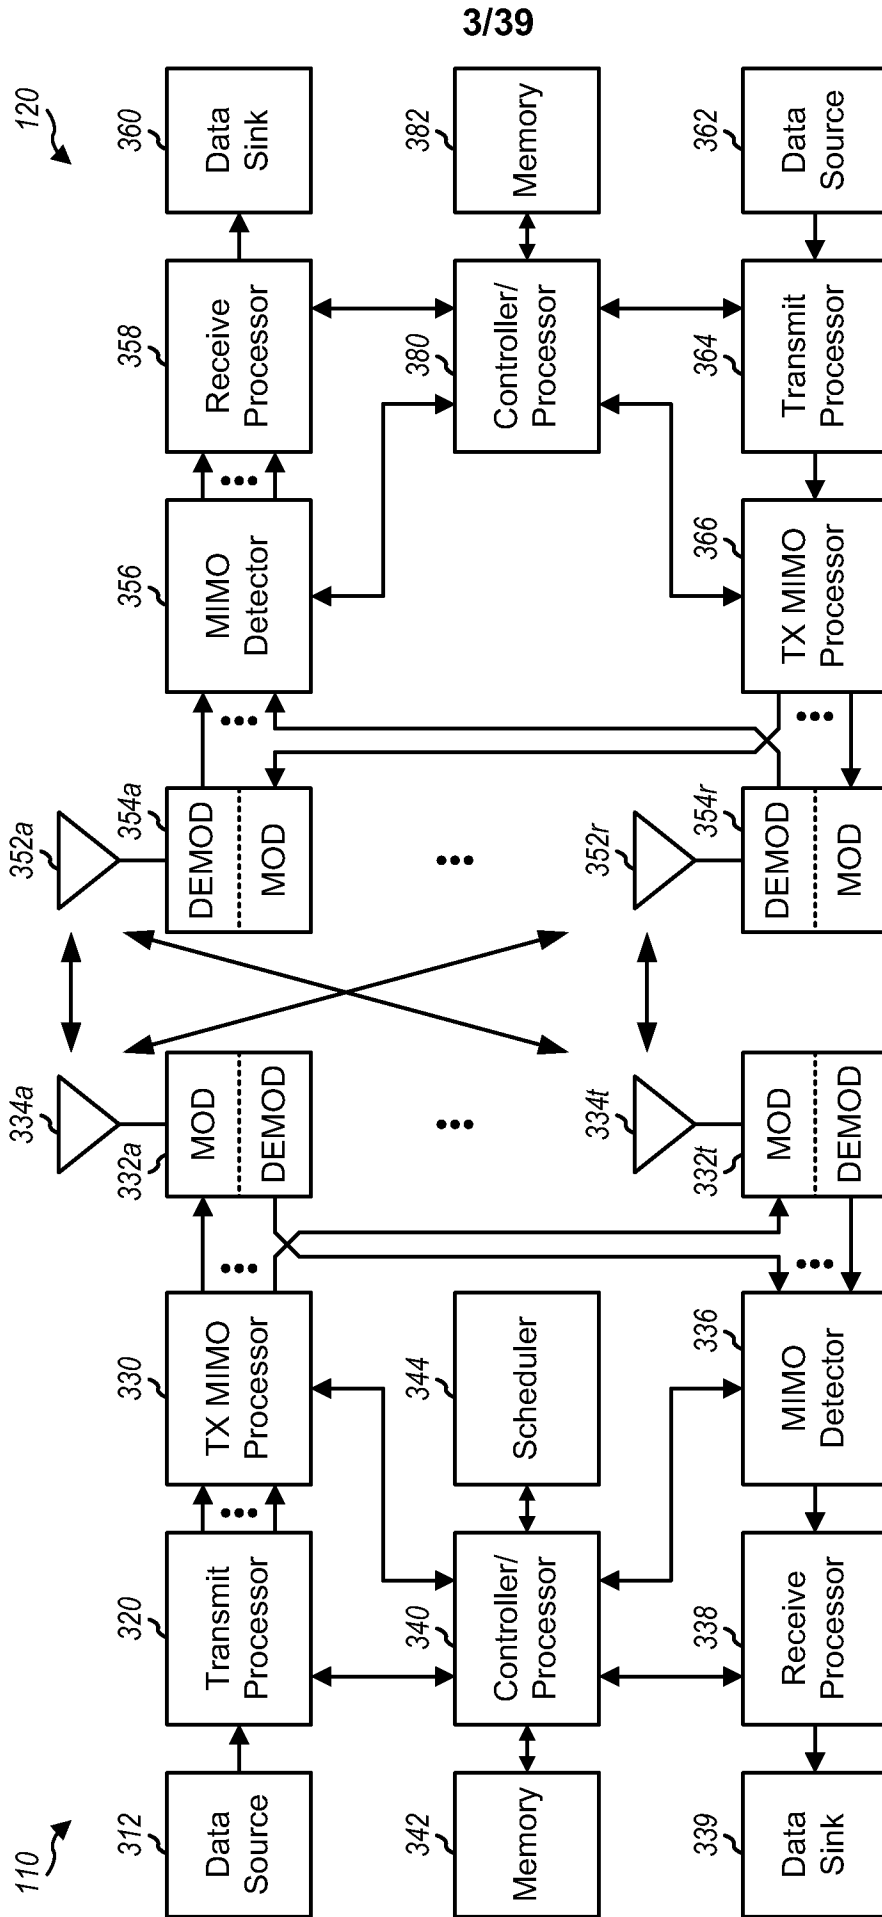 3/39
110
120
312
Data
Source
320
Transmit
Processor
330
TX MIMO
Processor
332a
MOD
DEMOD
334a
352a
354a
DEMOD
MOD
356
MIMO
Detector
358
Receive
Processor
360
Data
Sink
342
Memory
340
Controller/
Processor
344
Scheduler
380
Controller/
Processor
382
Memory
339
Data
Sink
338
Receive
Processor
336
MIMO
Detector
332t
MOD
DEMOD
334t
352r
354r
DEMOD
MOD
366
TX MIMO
Processor
364
Transmit
Processor
362
Data
Source